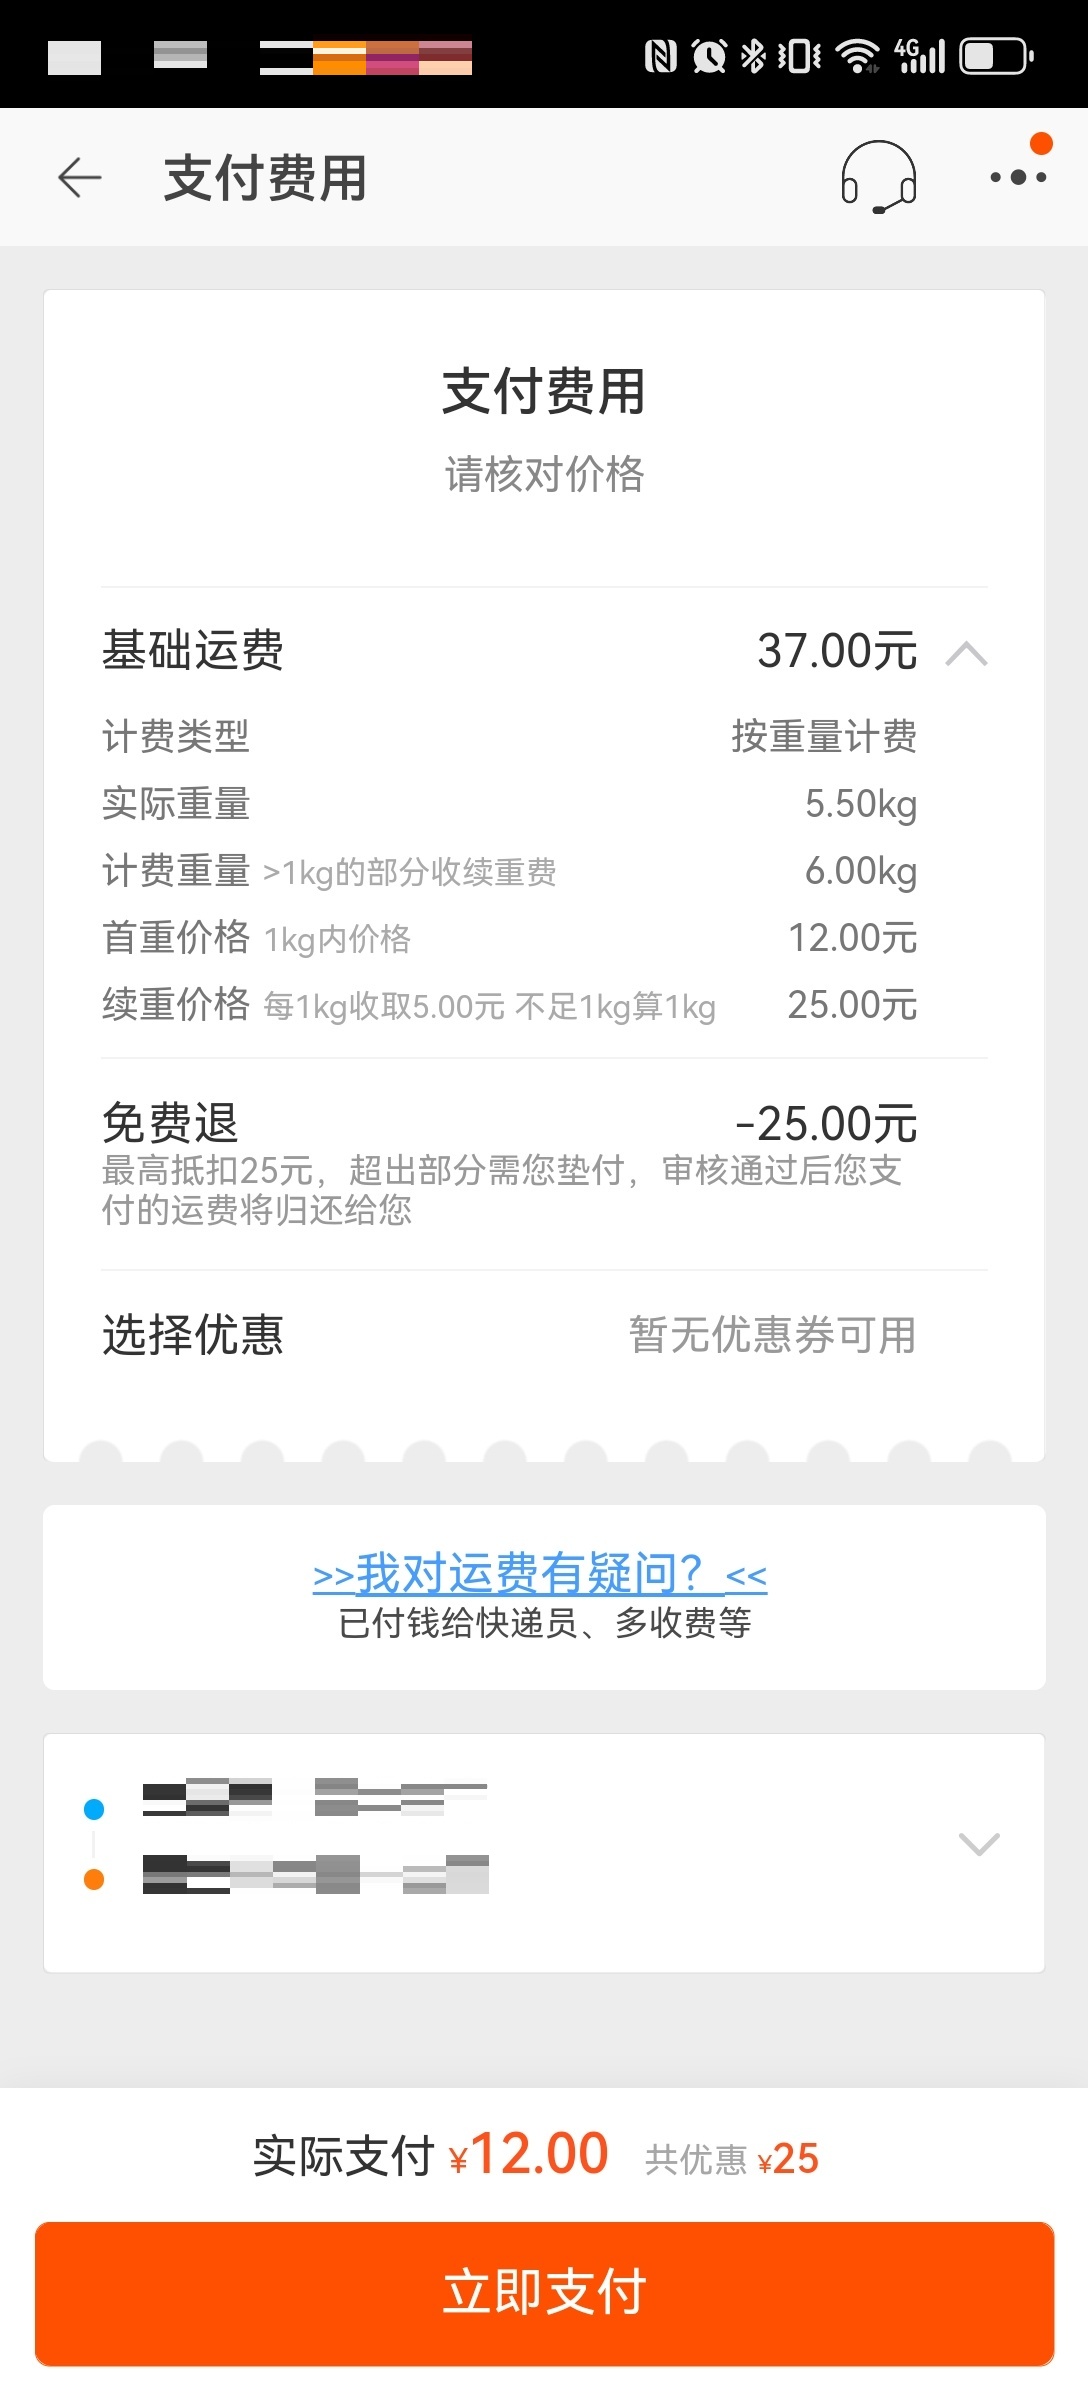 4G
支付费用
支付费用
请核对价格
基础运费 37.00元
计费类型 按重量计费
实际重量 5.50kg
计费重量 >1kg的部分收续重费 6.00kg
首重价格 1kg内价格 12.00元
续重价格 每1kg收取5.00元 不足1kg算1kg 25.00元
免费退 -25.00元
最高抵扣25元，超出部分需您垫付，审核通过后您支
付的运费将归还给您
选择优惠 暂无优惠券可用
>>我对运费有疑问？<<
已付钱给快递员、多收费等
实际支付 ¥12.00 共优惠 ¥25
立即支付